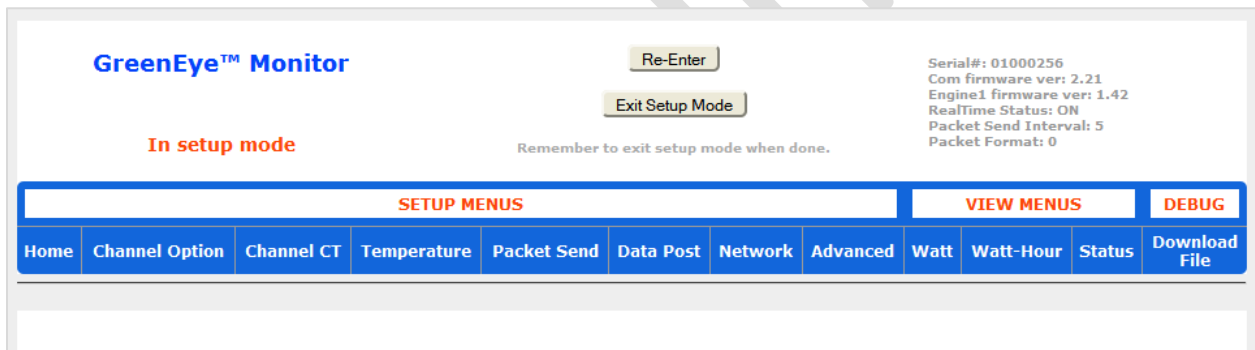 GreenEye™ Monitor
In setup mode
Re-Enter
Exit Setup Mode
Remember to exit setup mode when done.
Serial#: 01000256
Com firmware ver: 2.21
Engine1 firmware ver: 1.42
RealTime Status: ON
Packet Send Interval: 5
Packet Format: 0
SETUP MENUS VIEW MENUS DEBUG
Home Channel Option Channel CT Temperature Packet Send Data Post Network Advanced Watt Watt-Hour Status Download
File